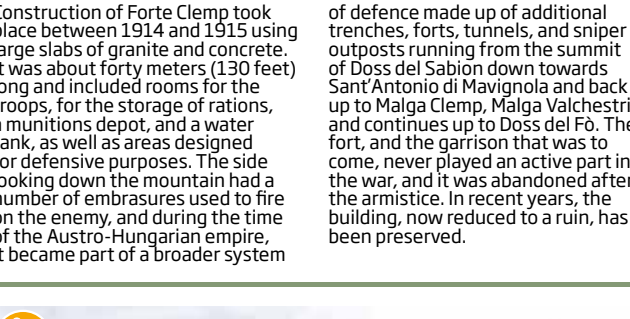 Construction of Forte Clemp took
place between 1914 and 1915 using
large slabs of granite and concrete.
It was about forty meters (130 feet)
long and included rooms for the
troops, for the storage of rations,
a munitions depot, and a water
tank, as well as areas designed
for defensive purposes. The side
looking down the mountain had a
number of embrasures used to fire
on the enemy, and during the time
of the Austro-Hungarian empire,
it became part of a broader system
of defence made up of additional
trenches, forts, tunnels, and sniper
outposts running from the summit
of Doss del Sabion down towards
Sant’Antonio di Mavignola and back
up to Malga Clemp, Malga Valchestri
and continues up to Doss del Fò. The
fort, and the garrison that was to
come, never played an active part in
the war, and it was abandoned after
the armistice. In recent years, the
building, now reduced to a ruin, has
been preserved.